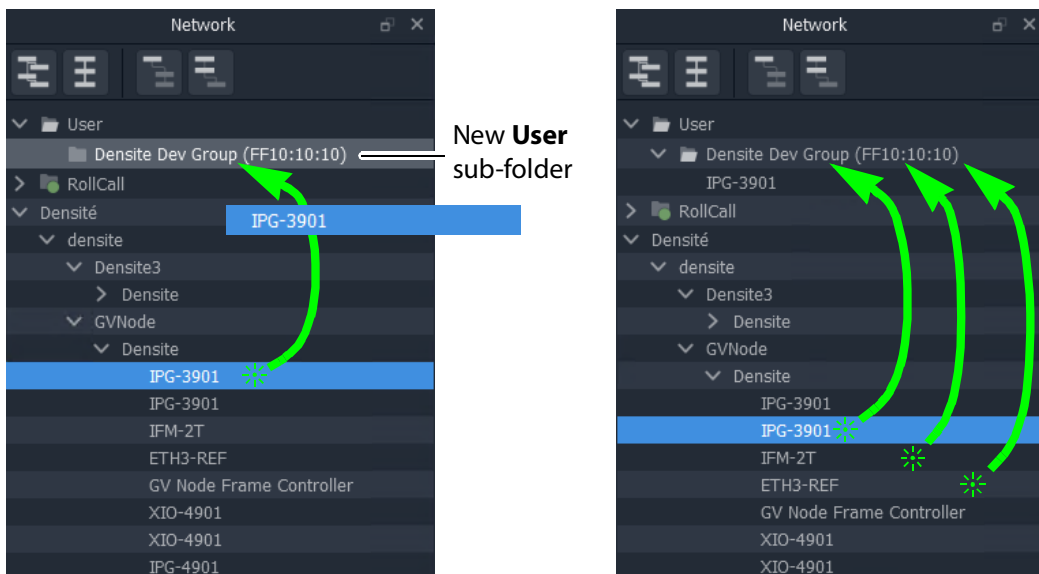 Network
User
Densite Dev Group (FF10:10:10)
RollCall
Densité
IPG-3901
densite
Densite3
Densite
GVNode
Densite
IPG-3901
IPG-3901
IFM-2T
ETH3-REF
GV Node Frame Controller
XIO-4901
XIO-4901
IPG-4901
New User
sub-folder
Network
User
Densite Dev Group (FF10:10:10)
IPG-3901
RollCall
Densité
densite
Densite3
Densite
GVNode
Densite
IPG-3901
IPG-3901
IFM-2T
ETH3-REF
GV Node Frame Controller
XIO-4901
XIO-4901